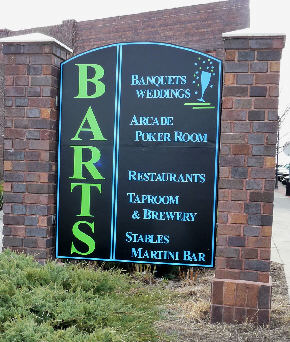 BARTS
BANQUETS
WEDDINGS
ARCADE
POKER ROOM
RESTAURANTS
TAPROOM
& BREWERY
STABLES
MARTINI BAR